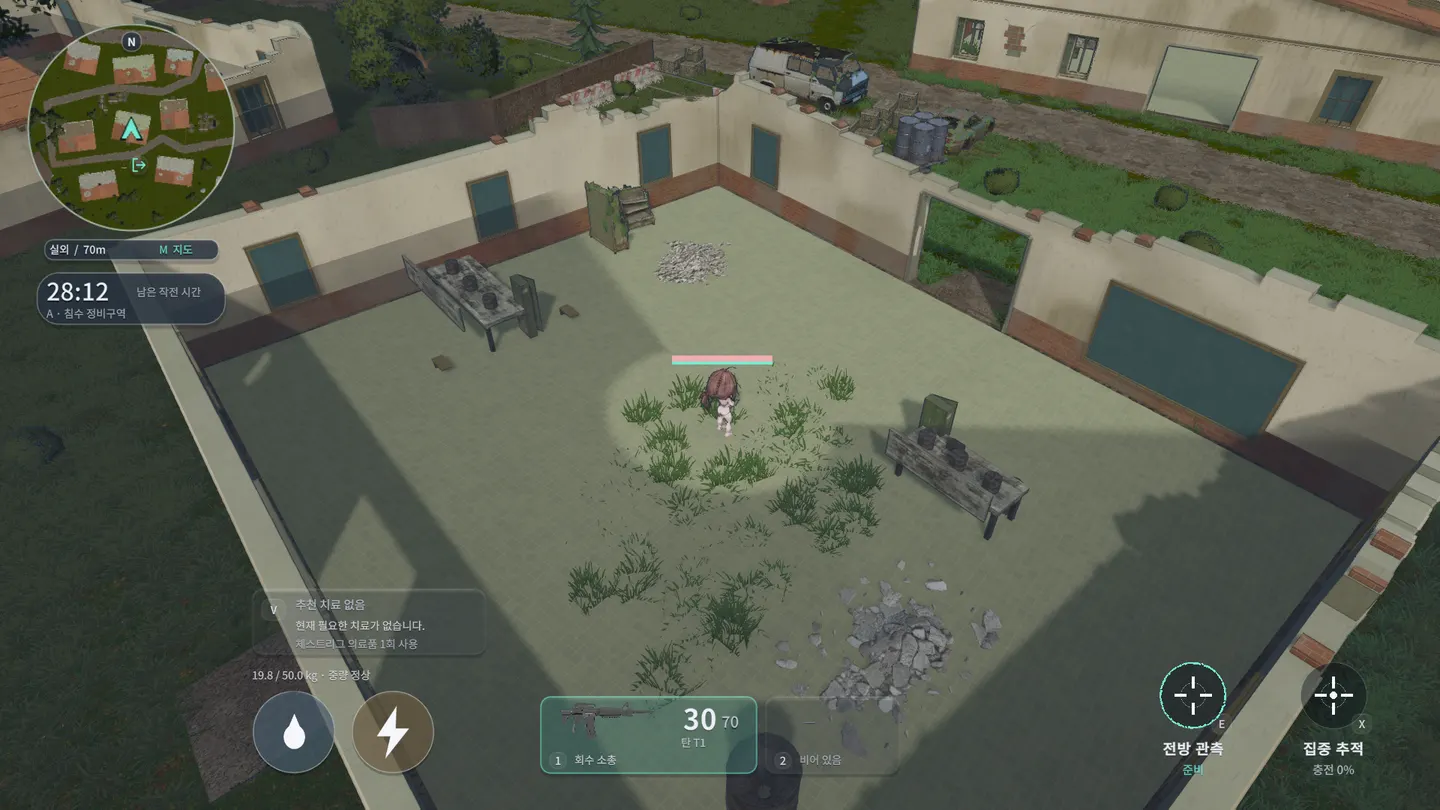 N
실외 / 70m M 지도
28:12 남은 작전 시간
A · 침수 정비구역
V 추천 치료 없음
현재 필요한 치료가 없습니다.
체스트리그 의료품 1회 사용
19.8 / 50.0 kg · 중량 정상
30 70
탄 T1
1 회수 소총
2 비어 있음
E
전방 관측
준비
X
집중 추적
충전 0%